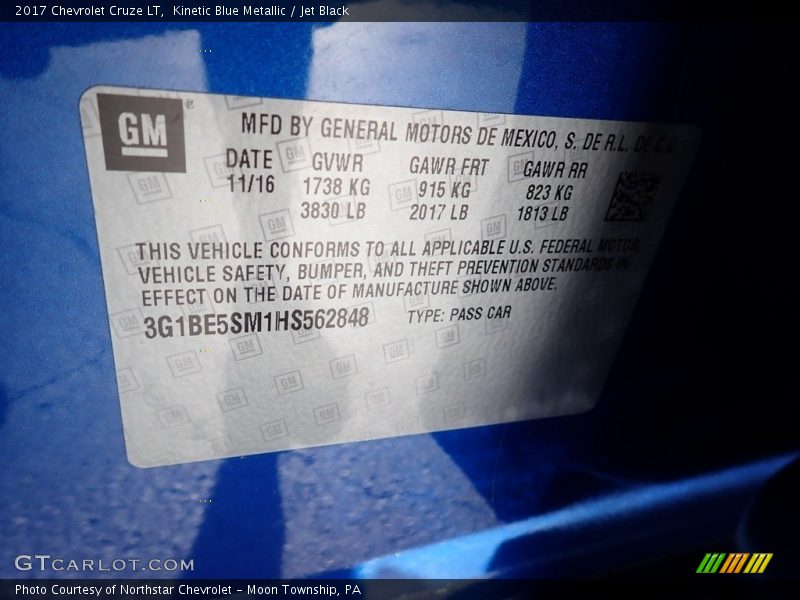 2017 Chevrolet Cruze LT,  Kinetic Blue Metallic / Jet Black
GM ®
MFD BY GENERAL MOTORS DE MEXICO, S. DE R.L. DE C.V.
DATE GVWR GAWR FRT GAWR RR
11/16 1738 KG 915 KG 823 KG
3830 LB 2017 LB 1813 LB
THIS VEHICLE CONFORMS TO ALL APPLICABLE U.S. FEDERAL MOTOR
VEHICLE SAFETY, BUMPER, AND THEFT PREVENTION STANDARDS IN
EFFECT ON THE DATE OF MANUFACTURE SHOWN ABOVE.
3G1BE5SM1HS562848 TYPE: PASS CAR
GTCARLOT.COM
Photo Courtesy of Northstar Chevrolet - Moon Township, PA